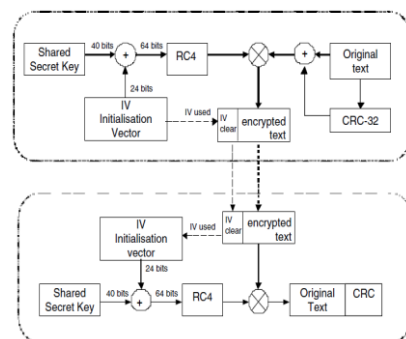 Shared
Secret Key
40 bits
+
64 bits
RC4
+
Original
text
24 bits
IV
Initialisation
Vector
IV used
IV
clear
encrypted
text
CRC-32
IV
Initialisation
vector
IV used
IV
clear
encrypted
text
24 bits
Shared
Secret Key
40 bits
+
64 bits
RC4
Original
Text
CRC